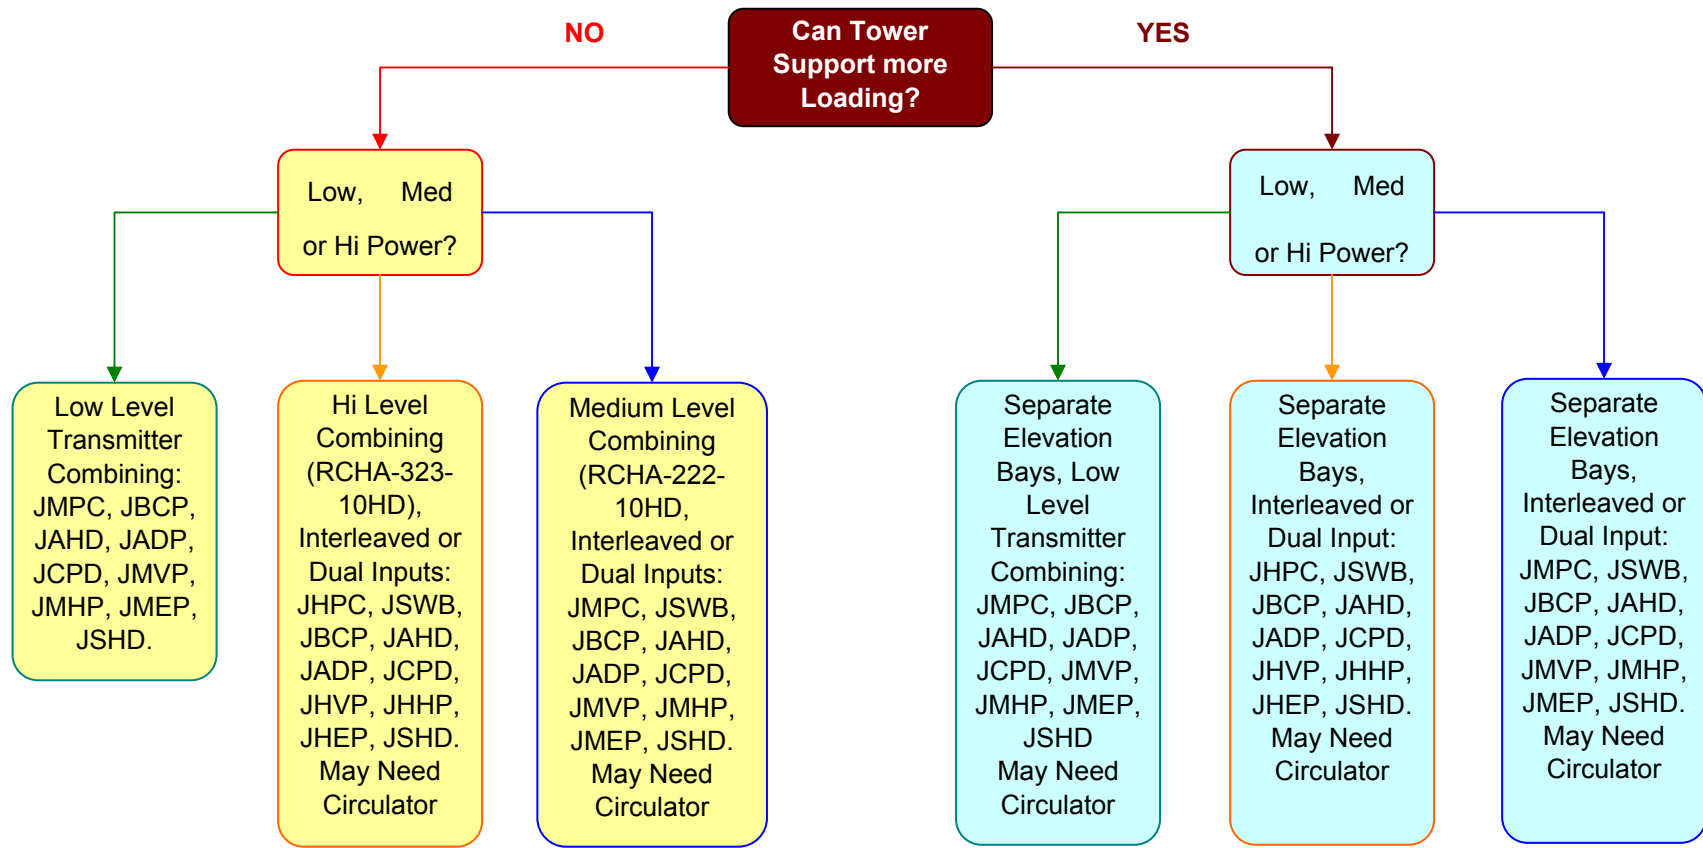 NO
Can Tower
Support more
Loading?
YES
Low, Med
or Hi Power?
Low, Med
or Hi Power?
Low Level
Transmitter
Combining:
JMPC, JBCP,
JAHD, JADP,
JCPD, JMVP,
JMHP, JMEP,
JSHD.
Hi Level
Combining
(RCHA-323-
10HD),
Interleaved or
Dual Inputs:
JHPC, JSWB,
JBCP, JAHD,
JADP, JCPD,
JHVP, JHHP,
JHEP, JSHD.
May Need
Circulator
Medium Level
Combining
(RCHA-222-
10HD,
Interleaved or
Dual Inputs:
JMPC, JSWB,
JBCP, JAHD,
JADP, JCPD,
JMVP, JMHP,
JMEP, JSHD.
May Need
Circulator
Separate
Elevation
Bays, Low
Level
Transmitter
Combining:
JMPC, JBCP,
JAHD, JADP,
JCPD, JMVP,
JMHP, JMEP,
JSHD
May Need
Circulator
Separate
Elevation
Bays,
Interleaved or
Dual Input:
JHPC, JSWB,
JBCP, JAHD,
JADP, JCPD,
JHVP, JHHP,
JHEP, JSHD.
May Need
Circulator
Separate
Elevation
Bays,
Interleaved or
Dual Input:
JMPC, JSWB,
JBCP, JAHD,
JADP, JCPD,
JMVP, JMHP,
JMEP, JSHD.
May Need
Circulator